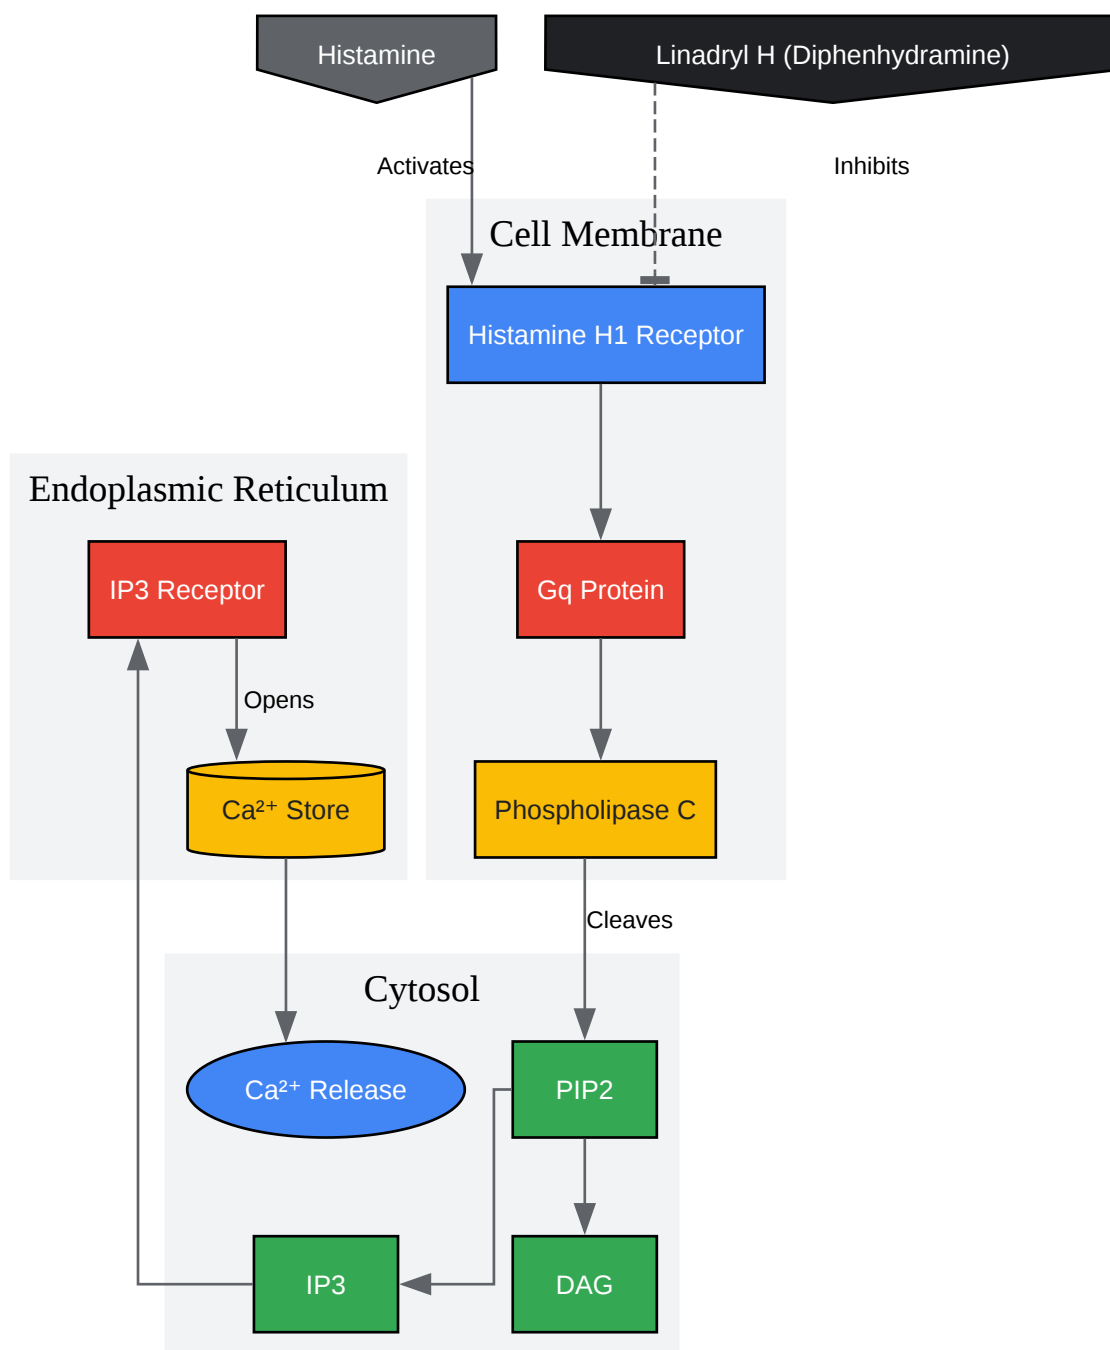 Histamine
Linadryl H (Diphenhydramine)
Activates
Inhibits
Cell Membrane
Histamine H1 Receptor
Endoplasmic Reticulum
IP3 Receptor
Gq Protein
Opens
Ca²⁺ Store
Phospholipase C
Cleaves
Cytosol
Ca²⁺ Release
PIP2
IP3
DAG